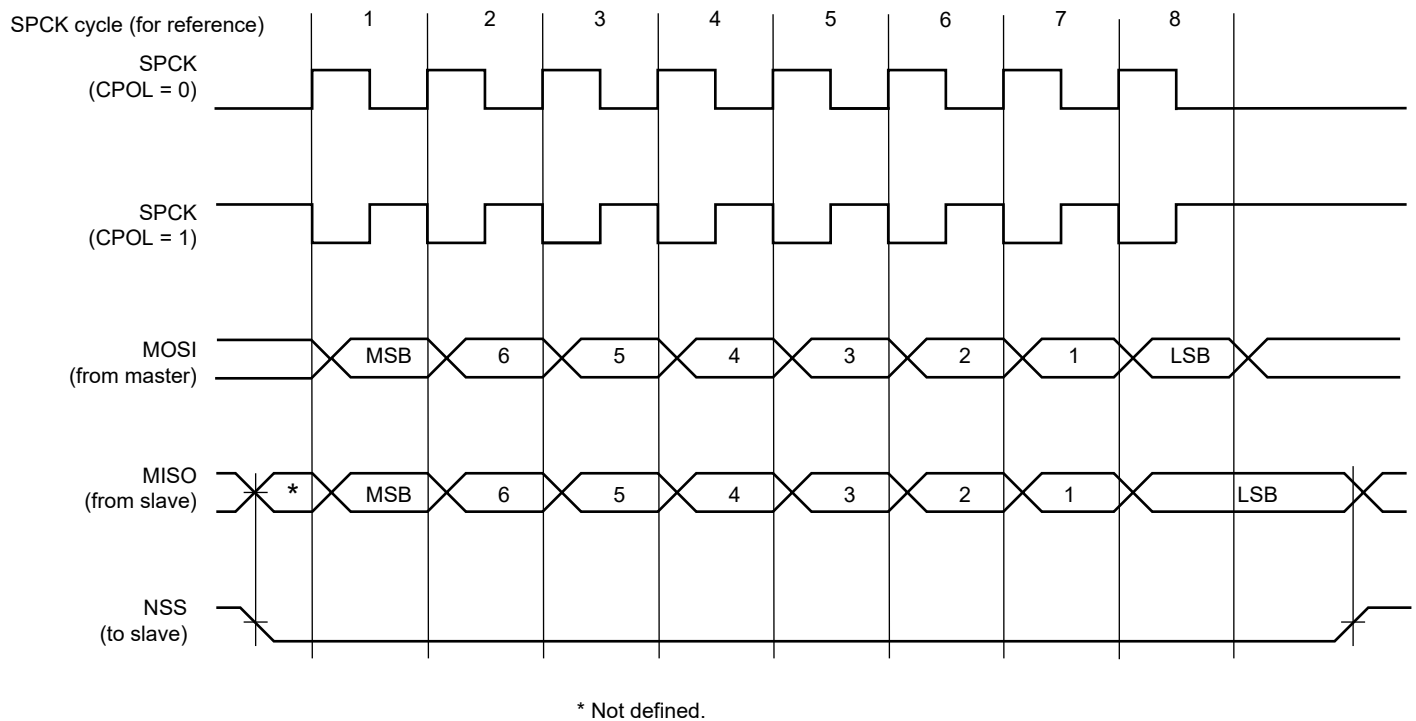 SPCK cycle (for reference) 1 2 3 4 5 6 7 8
SPCK
(CPOL = 0)
SPCK
(CPOL = 1)
MOSI
(from master)
MSB 6 5 4 3 2 1 LSB
MISO
(from slave)
* MSB 6 5 4 3 2 1 LSB
NSS
(to slave)
* Not defined.